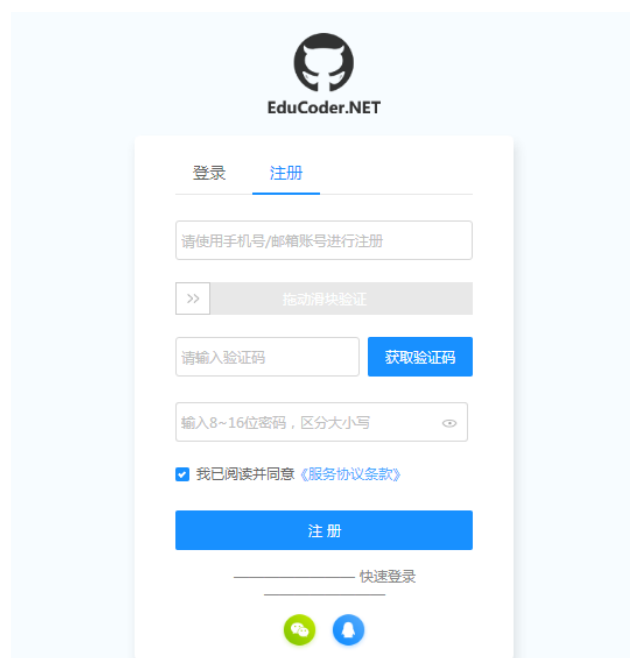 EduCoder.NET
登录 注册
请使用手机号/邮箱账号进行注册
拖动滑块验证
请输入验证码 获取验证码
输入8~16位密码，区分大小写
我已阅读并同意《服务协议条款》
注 册
快速登录